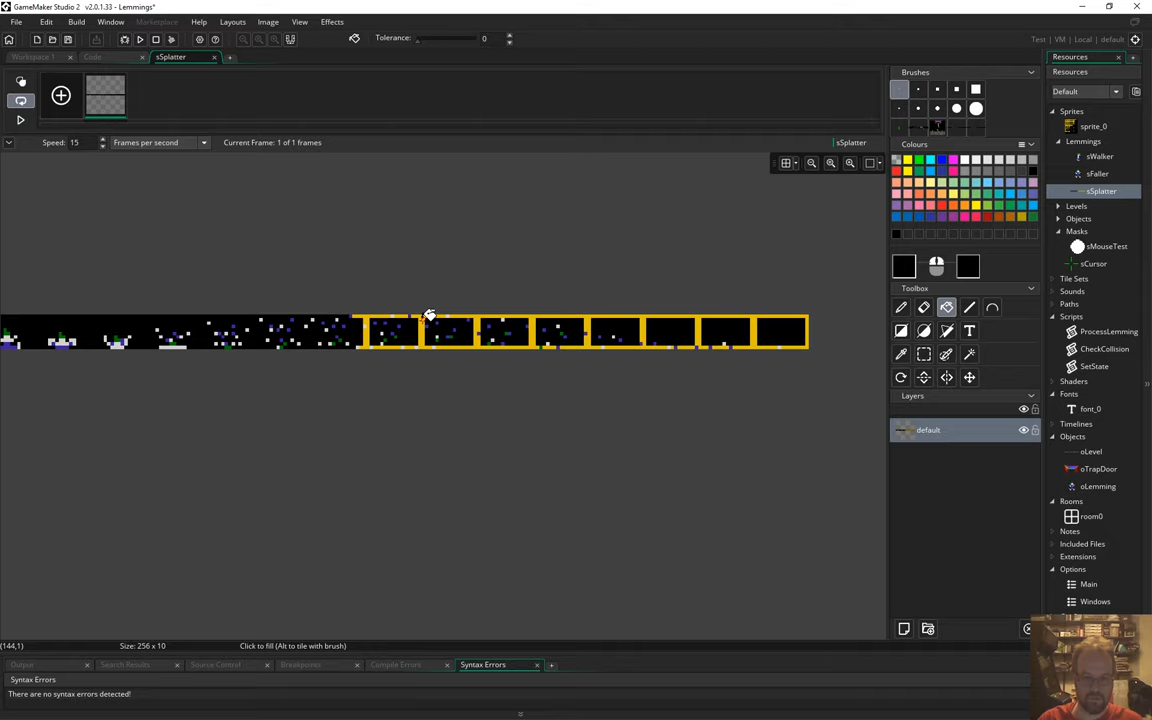 GameMaker Studio 2 v2.0.1.33 - Lemmings*
File Edit Build Window Marketplace Help Layouts Image View Effects
Tolerance: 0
Test | VM | Local | default
Workspace 1 Code sSplatter
Speed: 15 Frames per second Current Frame: 1 of 1 frames sSplatter
Brushes
Colours
Toolbox
Layers
default
Resources
Resources
Default
Sprites
sprite_0
Lemmings
sWalker
sFaller
sSplatter
Levels
Objects
Masks
sMouseTest
sCursor
Tile Sets
Sounds
Paths
Scripts
ProcessLemming
CheckCollision
SetState
Shaders
Fonts
font_0
Timelines
Objects
oLevel
oTrapDoor
oLemming
Rooms
room0
Notes
Included Files
Extensions
Options
Main
Windows
(144,1) Size: 256 x 10 Click to fill (Alt to tile with brush)
Output Search Results Source Control Breakpoints Compile Errors Syntax Errors
Syntax Errors
There are no syntax errors detected!